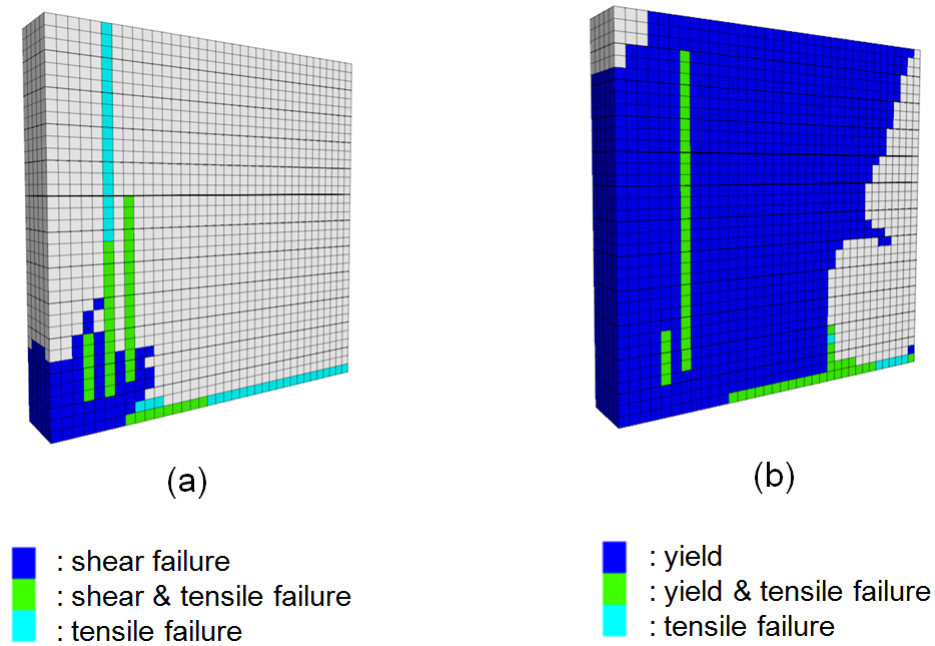 (a)
(b)
: shear failure
: shear & tensile failure
: tensile failure
: yield
: yield & tensile failure
: tensile failure